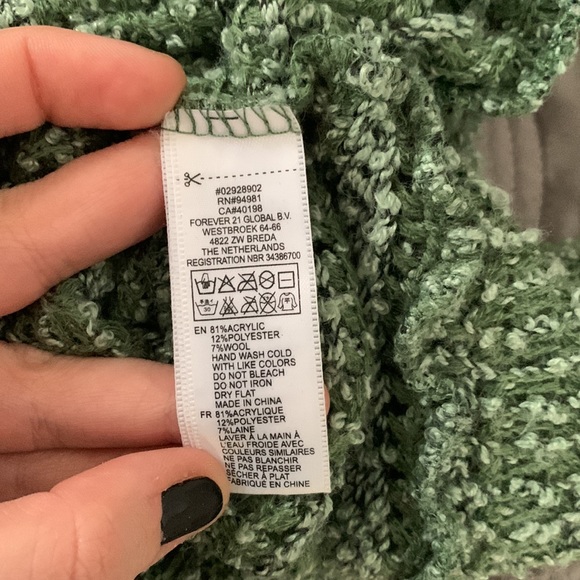 #02928902
RN#94981
CA#40198
FOREVER 21 GLOBAL B.V.
WESTBROEK 64-66
4822 ZW BREDA
THE NETHERLANDS
REGISTRATION NBR 34386700
30
EN 81%ACRYLIC
12%POLYESTER
7%WOOL
HAND WASH COLD
WITH LIKE COLORS
DO NOT BLEACH
DO NOT IRON
DRY FLAT
MADE IN CHINA
FR 81%ACRYLIQUE
12%POLYESTER
7%LAINE
LAVER À LA MAIN À
L'EAU FROIDE AVEC
COULEURS SIMILAIRES
NE PAS BLANCHIR
NE PAS REPASSER
SÉCHER À PLAT
FABRIQUÉ EN CHINE